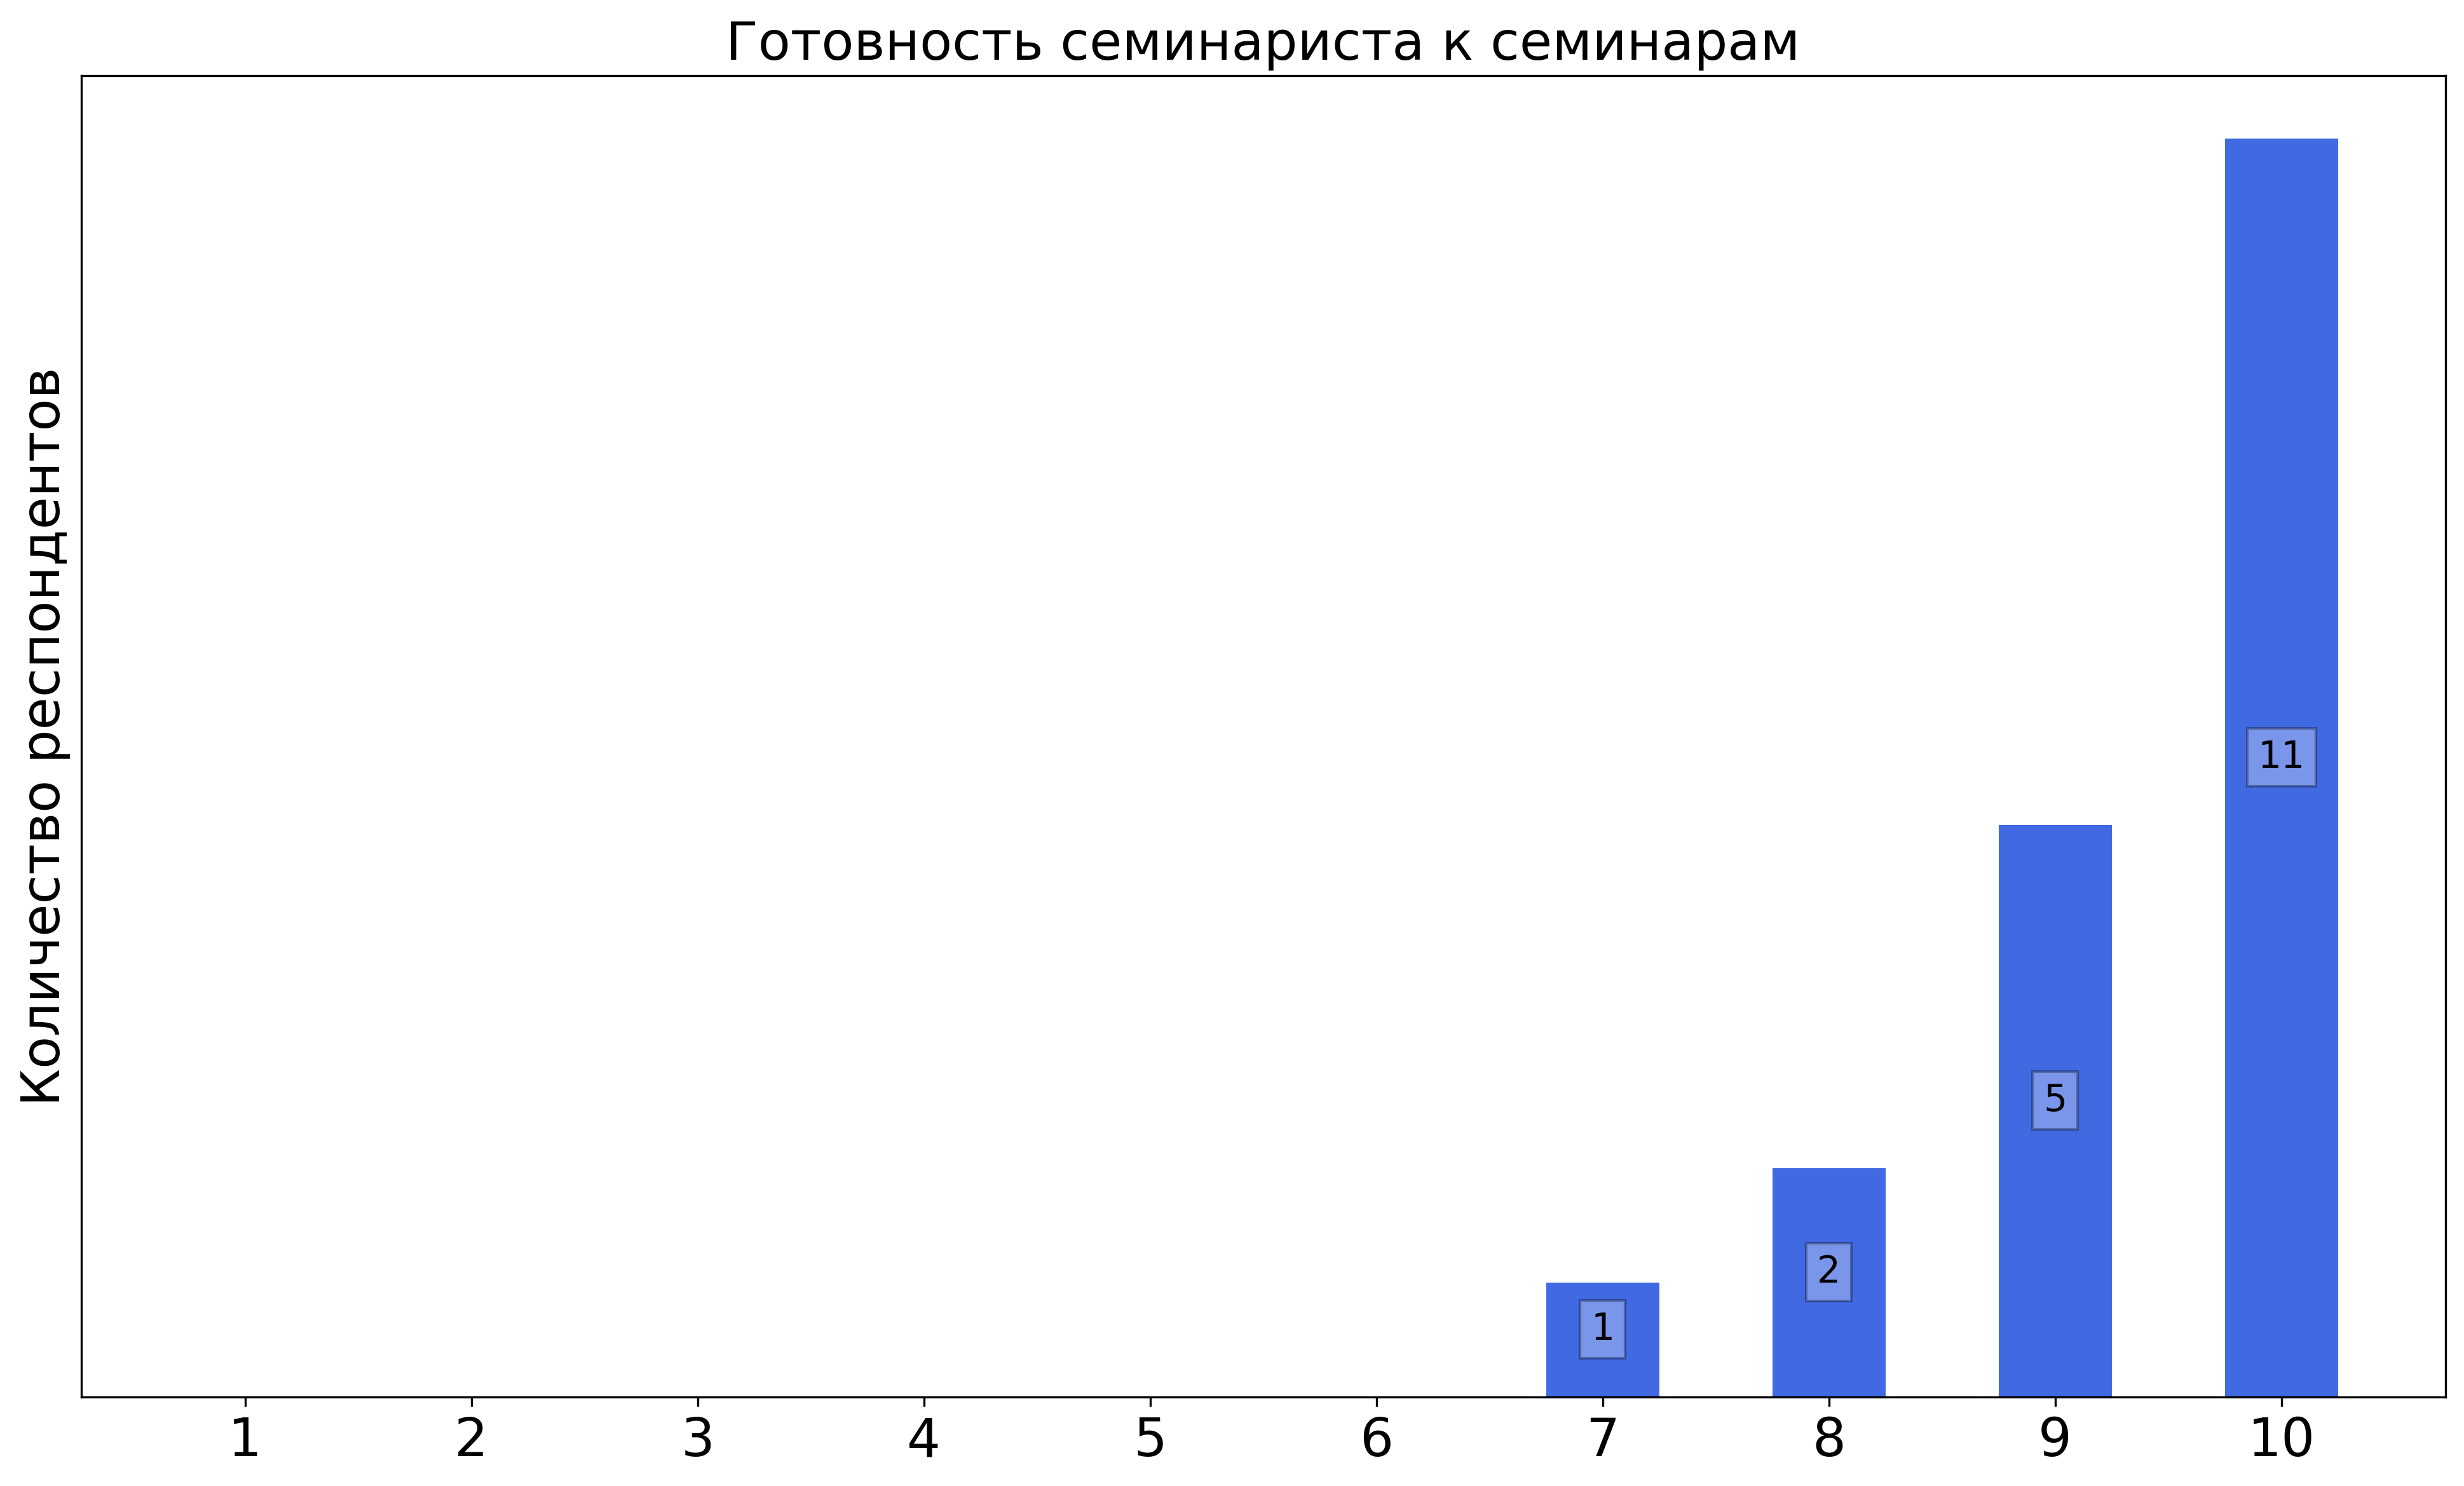 Готовность семинариста к семинарам
Количество респондентов
11
5
2
1
1 2 3 4 5 6 7 8 9 10